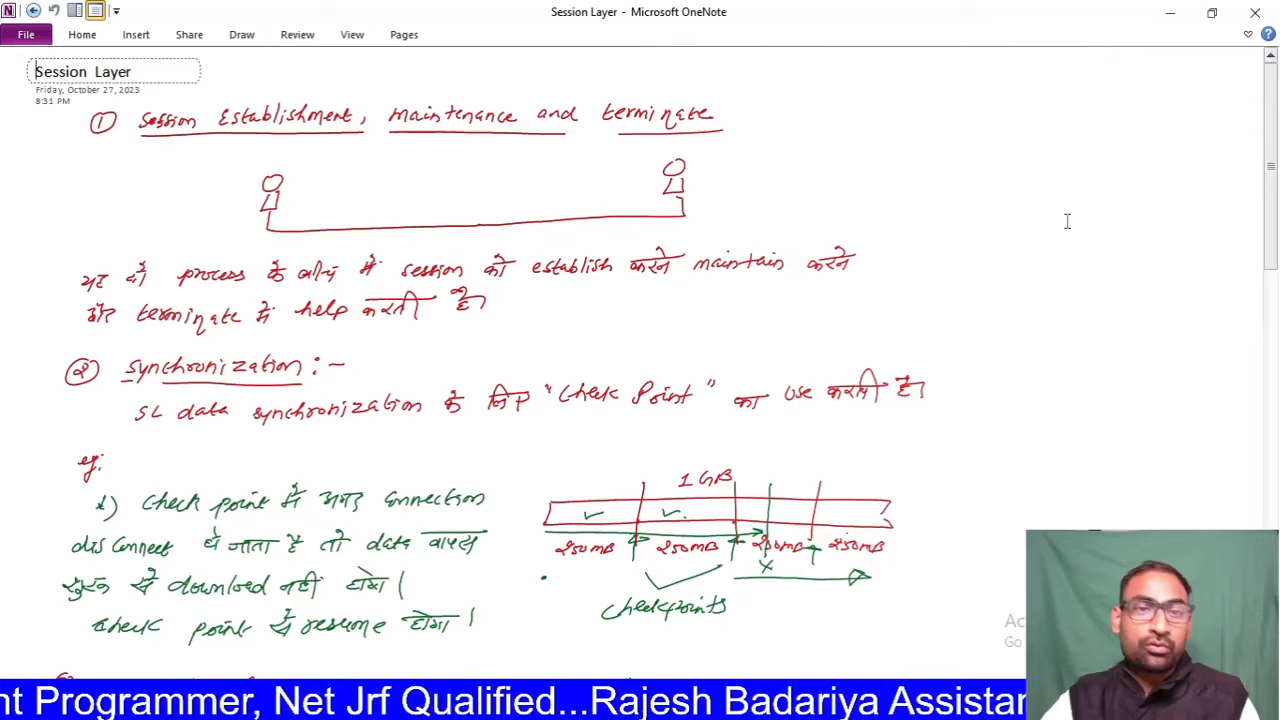 Session Layer - Microsoft OneNote
File Home Insert Share Draw Review View Pages
Session Layer
Friday, October 27, 2023
8:31 PM
① Session Establishment, Maintenance and terminate
यह दो process के बीच में session को establish करने maintain करने
और terminate में help करती है
② Synchronization :-
SL data synchronization के लिए "Check Point" का use करती है।
eg:
*) Check point में अगर Connection
disConnect हो जाता है तो data वापस
शुरू से download नहीं होगा।
check point से resume होगा।
1 GB
250MB 250MB 250MB 250MB
Checkpoints
Go
nt Programmer, Net Jrf Qualified...Rajesh Badariya Assistan